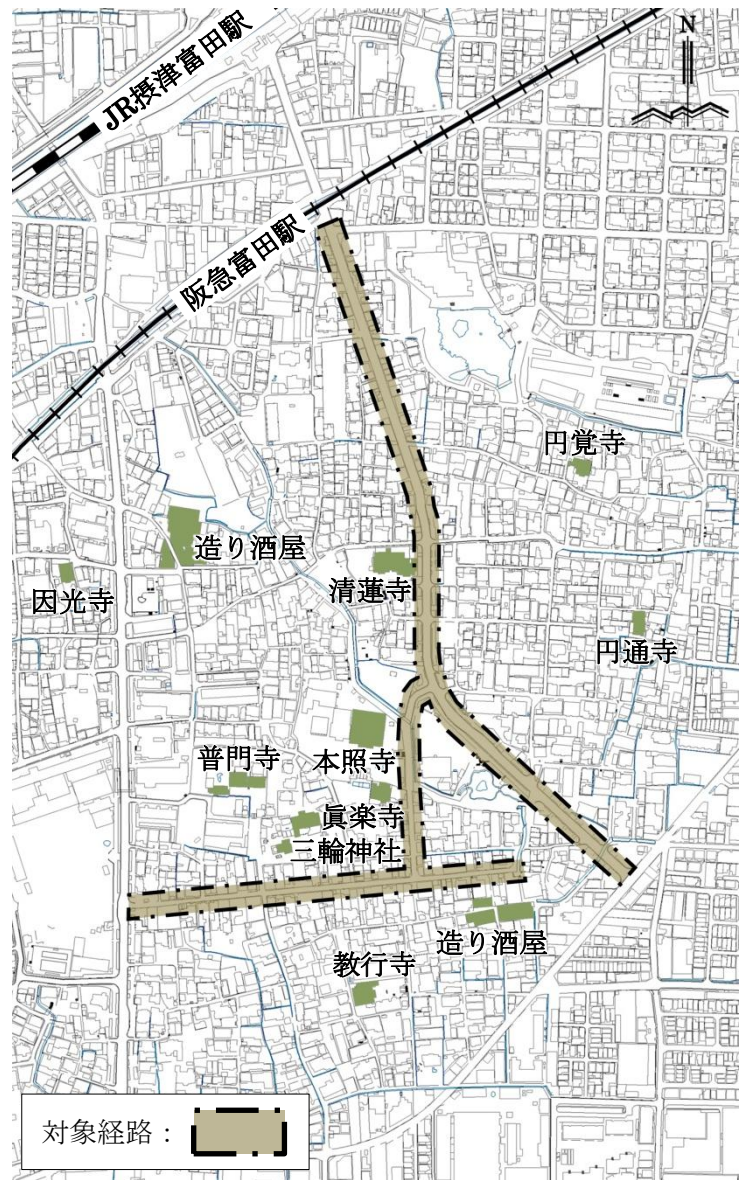 N
JR摂津富田駅
阪急富田駅
円覚寺
造り酒屋
因光寺
清蓮寺
円通寺
普門寺
本照寺
眞楽寺
三輪神社
造り酒屋
教行寺
対象経路：